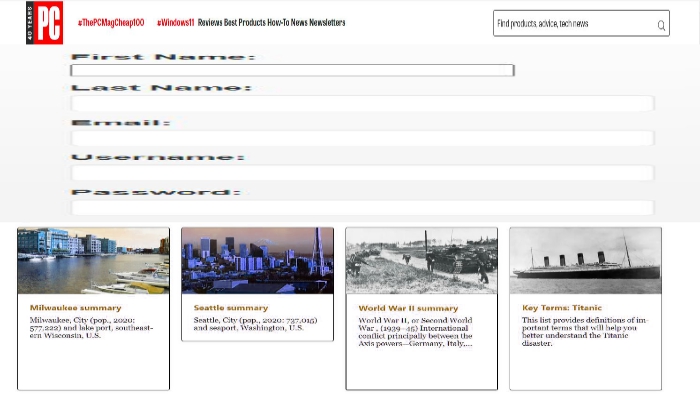 40 YEARS
PC
#ThePCMagCheap100 #Windows11 Reviews Best Products How-To News Newsletters
Find products, advice, tech news
First Name:
Last Name:
Email:
Username:
Password:
Milwaukee summary
Milwaukee, City (pop., 2020:
577,222) and lake port, southeast-
ern Wisconsin, U.S.
Seattle summary
Seattle, City (pop., 2020: 737,015)
and seaport, Washington, U.S.
World War II summary
World War II, or Second World
War , (1939–45) International
conflict principally between the
Axis powers—Germany, Italy,...
Key Terms: Titanic
This list provides definitions of im-
portant terms that will help you
better understand the Titanic
disaster.